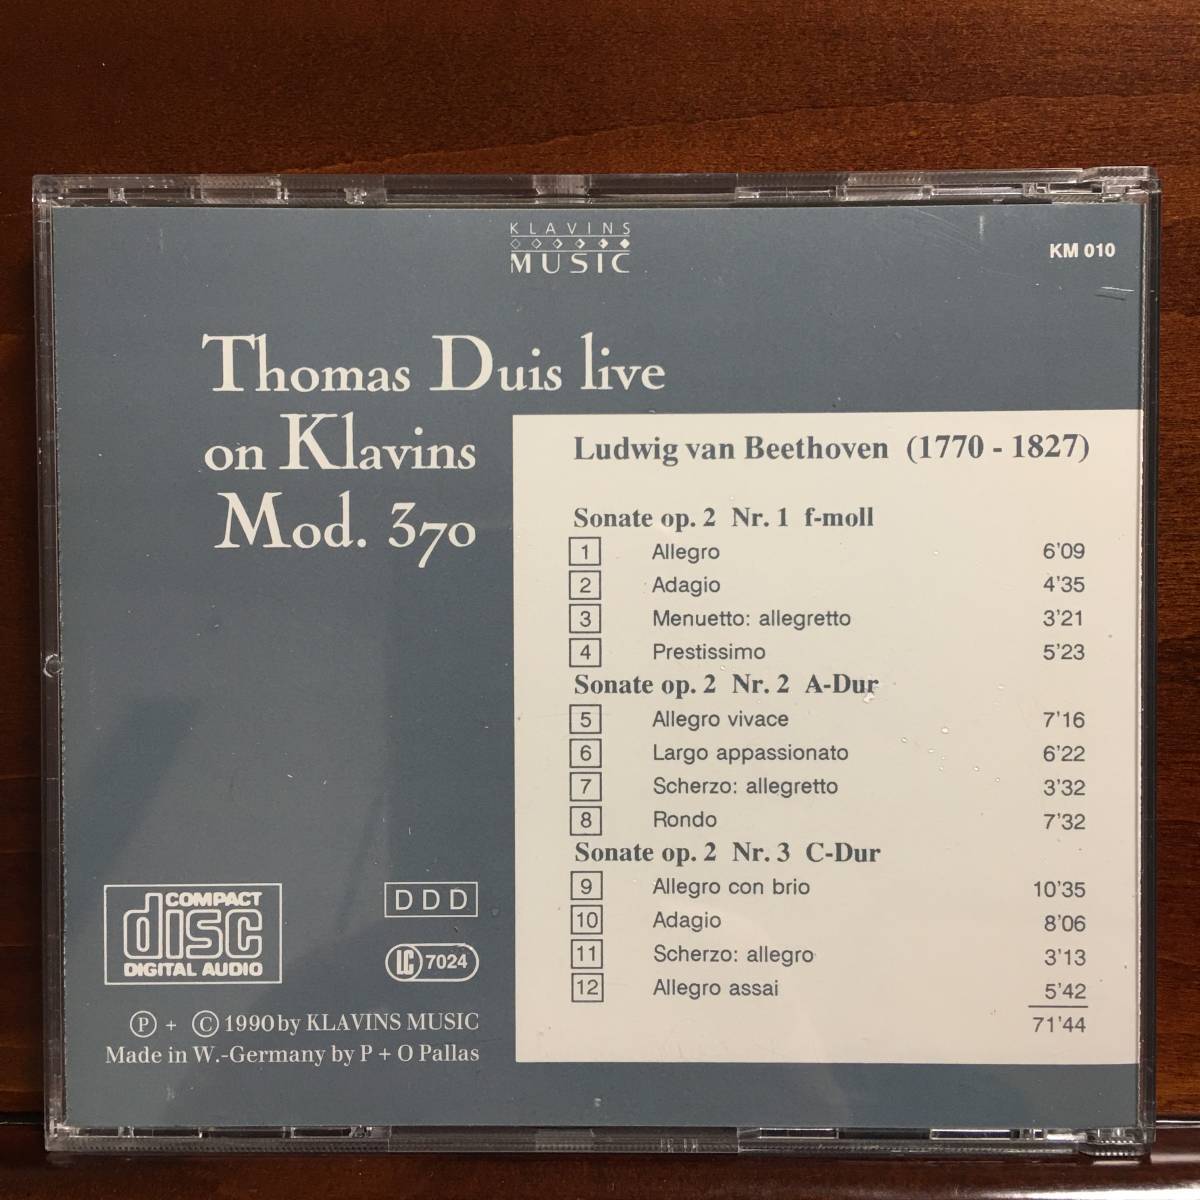 KLAVINS
MUSIC
KM 010
Thomas Duis live
on Klavins
Mod. 370
Ludwig van Beethoven (1770 - 1827)
Sonate op. 2 Nr. 1 f-moll
1 Allegro 6'09
2 Adagio 4'35
3 Menuetto: allegretto 3'21
4 Prestissimo 5'23
Sonate op. 2 Nr. 2 A-Dur
5 Allegro vivace 7'16
6 Largo appassionato 6'22
7 Scherzo: allegretto 3'32
8 Rondo 7'32
Sonate op. 2 Nr. 3 C-Dur
9 Allegro con brio 10'35
10 Adagio 8'06
11 Scherzo: allegro 3'13
12 Allegro assai 5'42
71'44
COMPACT
disc
DIGITAL AUDIO
DDD
LC 7024
Ⓟ + © 1990 by KLAVINS MUSIC
Made in W.-Germany by P + O Pallas